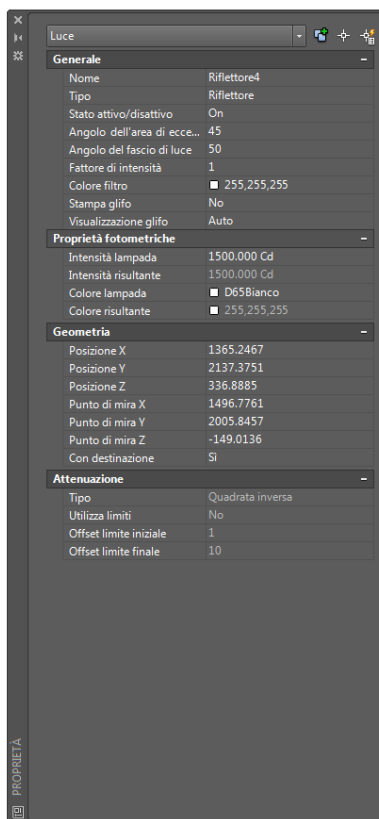 Luce
Generale
Nome Riflettore4
Tipo Riflettore
Stato attivo/disattivo On
Angolo dell'area di ecce... 45
Angolo del fascio di luce 50
Fattore di intensità 1
Colore filtro 255,255,255
Stampa glifo No
Visualizzazione glifo Auto
Proprietà fotometriche
Intensità lampada 1500.000 Cd
Intensità risultante 1500.000 Cd
Colore lampada D65Bianco
Colore risultante 255,255,255
Geometria
Posizione X 1365.2467
Posizione Y 2137.3751
Posizione Z 336.8885
Punto di mira X 1496.7761
Punto di mira Y 2005.8457
Punto di mira Z -149.0136
Con destinazione Sì
Attenuazione
Tipo Quadrata inversa
Utilizza limiti No
Offset limite iniziale 1
Offset limite finale 10
PROPRIETÀ